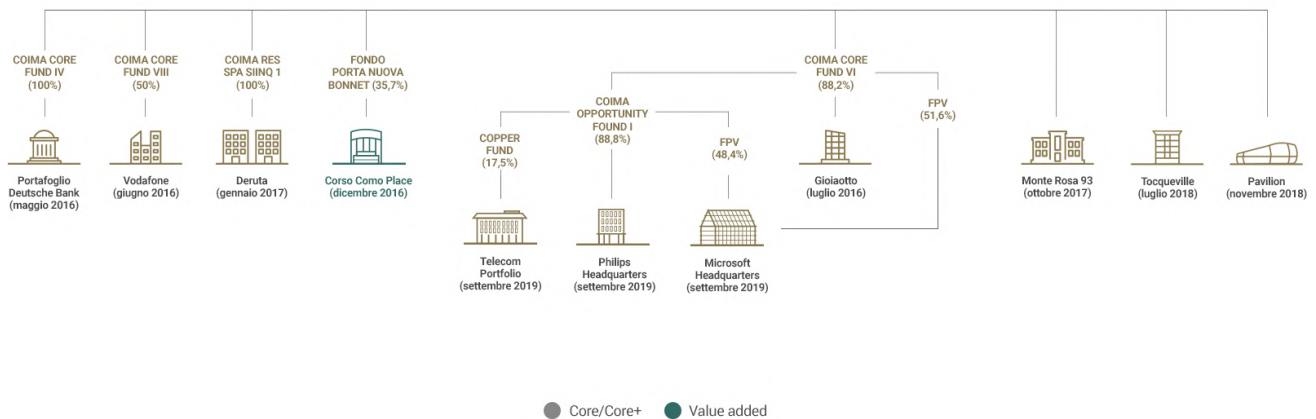 COIMA CORE
FUND IV
(100%)
COIMA CORE
FUND VIII
(50%)
COIMA RES
SPA SIINQ 1
(100%)
FONDO
PORTA NUOVA
BONNET (35,7%)
COIMA CORE
FUND VI
(88,2%)
COIMA
OPPORTUNITY
FOUND I
(88,8%)
FPV
(51,6%)
COPPER
FUND
(17,5%)
FPV
(48,4%)
Portafoglio
Deutsche Bank
(maggio 2016)
Vodafone
(giugno 2016)
Deruta
(gennaio 2017)
Corso Como Place
(dicembre 2016)
Gioiaotto
(luglio 2016)
Monte Rosa 93
(ottobre 2017)
Tocqueville
(luglio 2018)
Pavilion
(novembre 2018)
Telecom
Portfolio
(settembre 2019)
Philips
Headquarters
(settembre 2019)
Microsoft
Headquarters
(settembre 2019)
Core/Core+
Value added